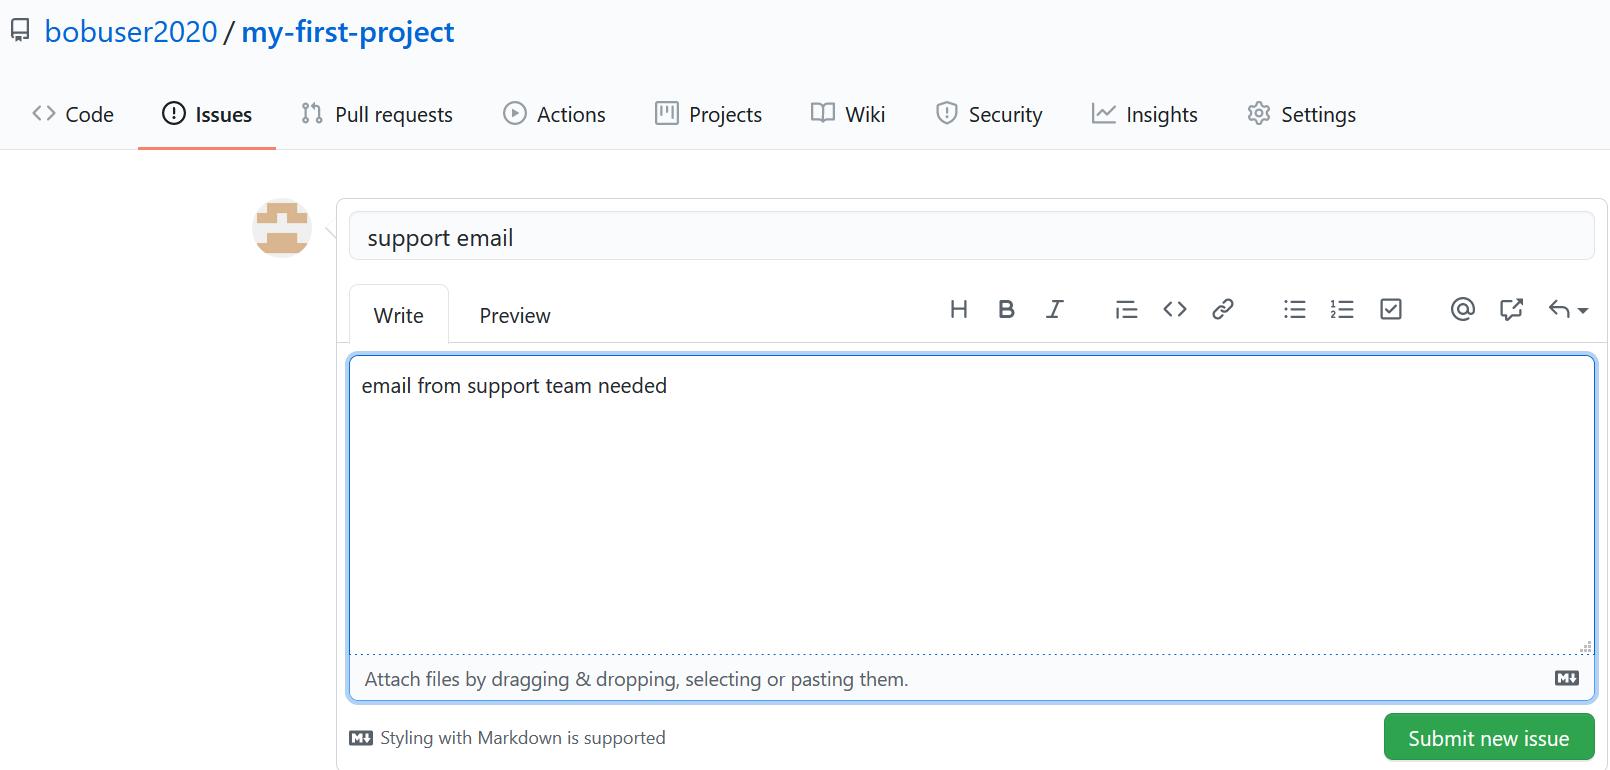 bobuser2020 / my-first-project
Code Issues Pull requests Actions Projects Wiki Security Insights Settings
support email
Write Preview H B I
email from support team needed
Attach files by dragging & dropping, selecting or pasting them.
Styling with Markdown is supported
Submit new issue